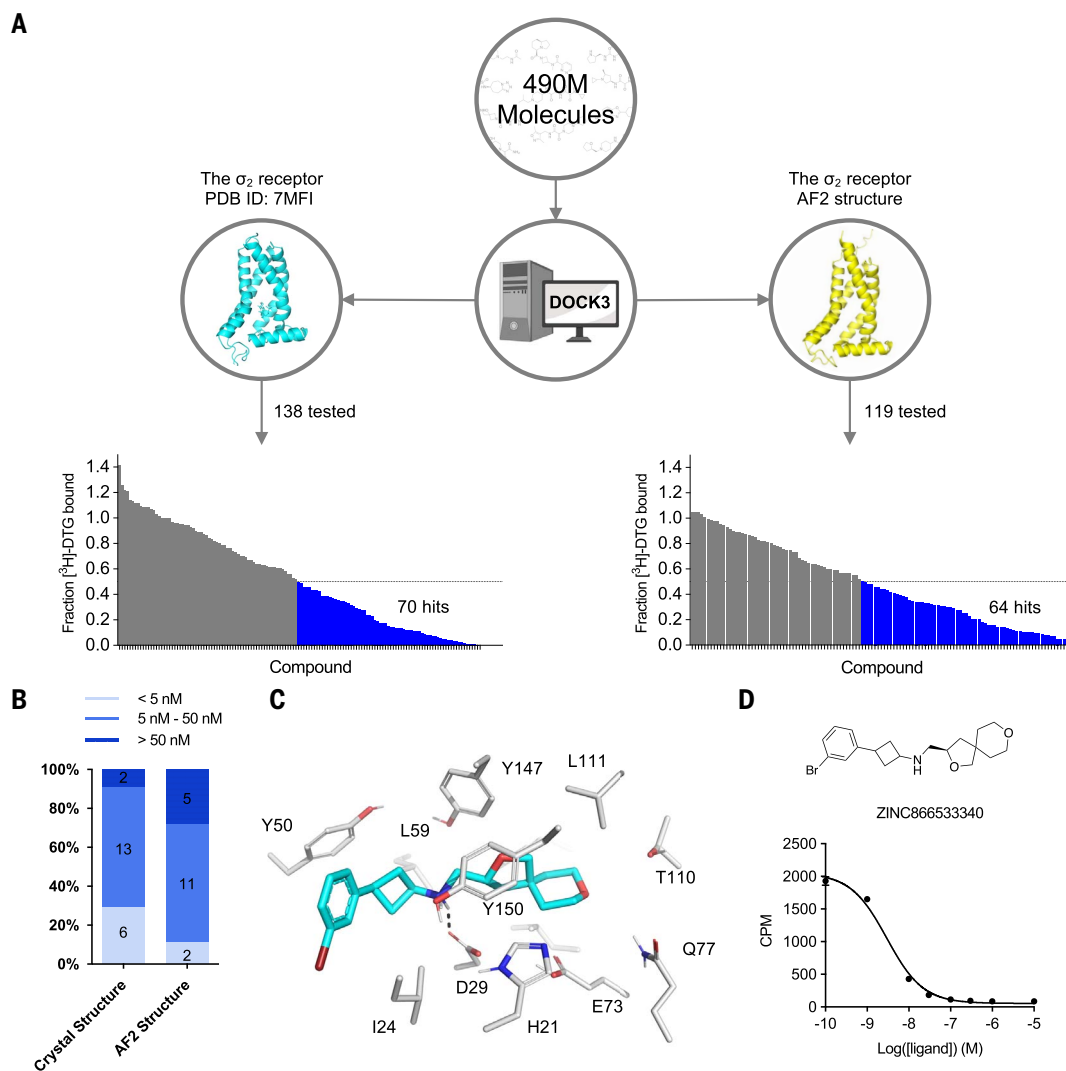 A
490M
Molecules
The σ2 receptor
PDB ID: 7MFI
The σ2 receptor
AF2 structure
DOCK3
138 tested
119 tested
Fraction [3H]-DTG bound
1.4
1.2
1.0
0.8
0.6
0.4
0.2
0.0
70 hits
Compound
Fraction [3H]-DTG bound
1.4
1.2
1.0
0.8
0.6
0.4
0.2
0.0
64 hits
Compound
B
< 5 nM
5 nM - 50 nM
> 50 nM
100%
80%
60%
40%
20%
0%
2
13
6
5
11
2
Crystal Structure
AF2 Structure
C
Y147
L111
Y50
L59
T110
Y150
Q77
D29
E73
I24
H21
D
Br
N
H
O
O
ZINC866533340
CPM
2500
2000
1500
1000
500
0
-10
-9
-8
-7
-6
-5
Log([ligand]) (M)